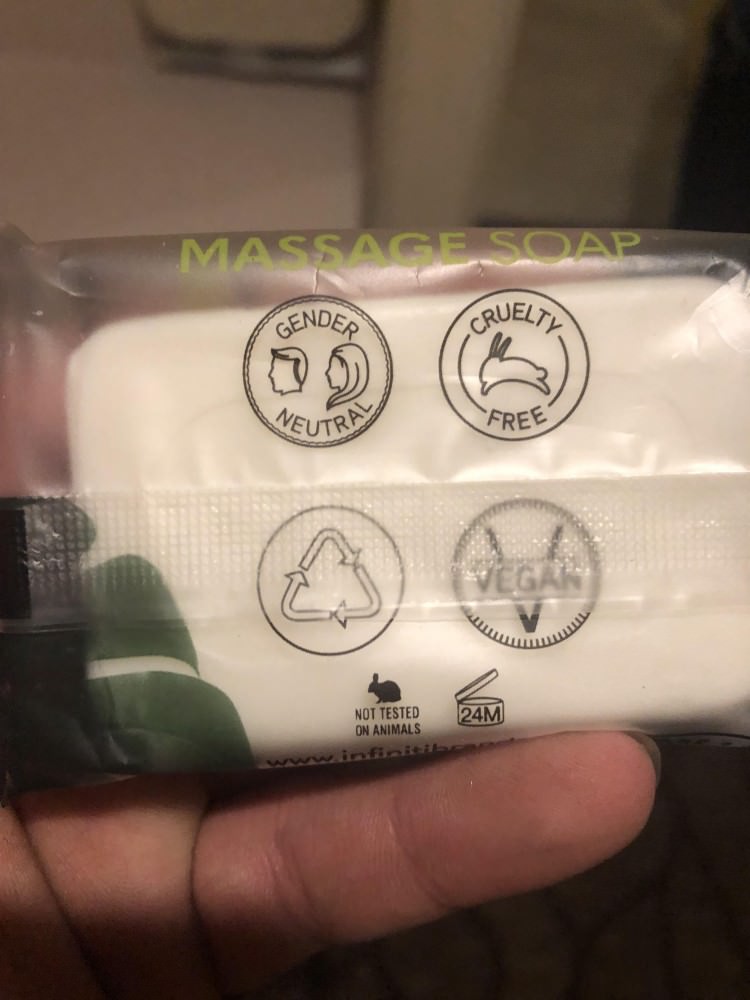 MASSAGE SOAP
GENDER
NEUTRAL
CRUELTY
FREE
VEGAN
NOT TESTED
ON ANIMALS
24M